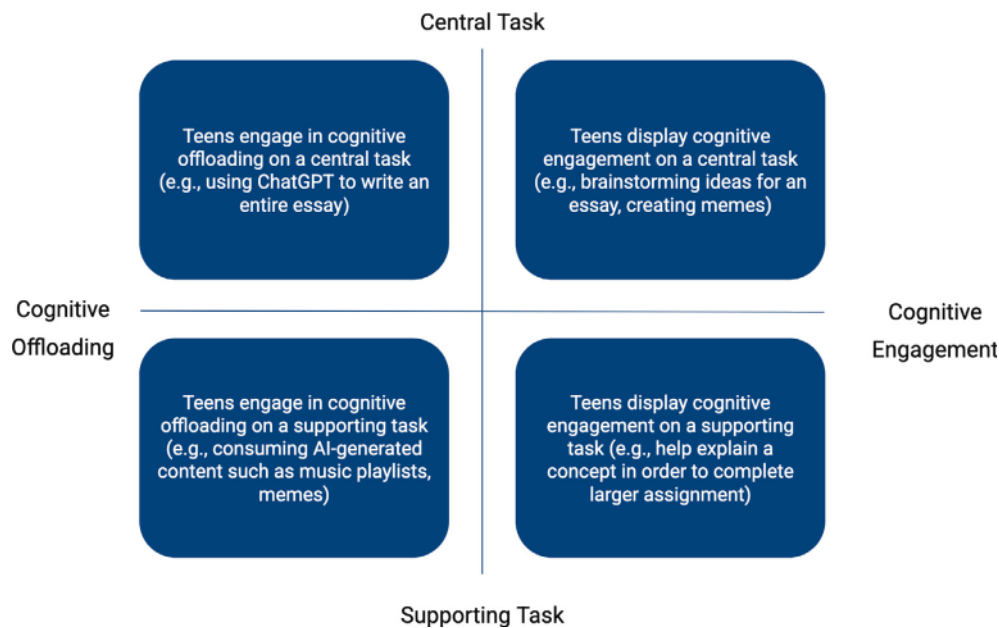 Central Task
Teens engage in cognitive
offloading on a central task
(e.g., using ChatGPT to write an
entire essay)
Teens display cognitive
engagement on a central task
(e.g., brainstorming ideas for an
essay, creating memes)
Cognitive
Offloading
Cognitive
Engagement
Teens engage in cognitive
offloading on a supporting task
(e.g., consuming AI-generated
content such as music playlists,
memes)
Teens display cognitive
engagement on a supporting
task (e.g., help explain a
concept in order to complete
larger assignment)
Supporting Task